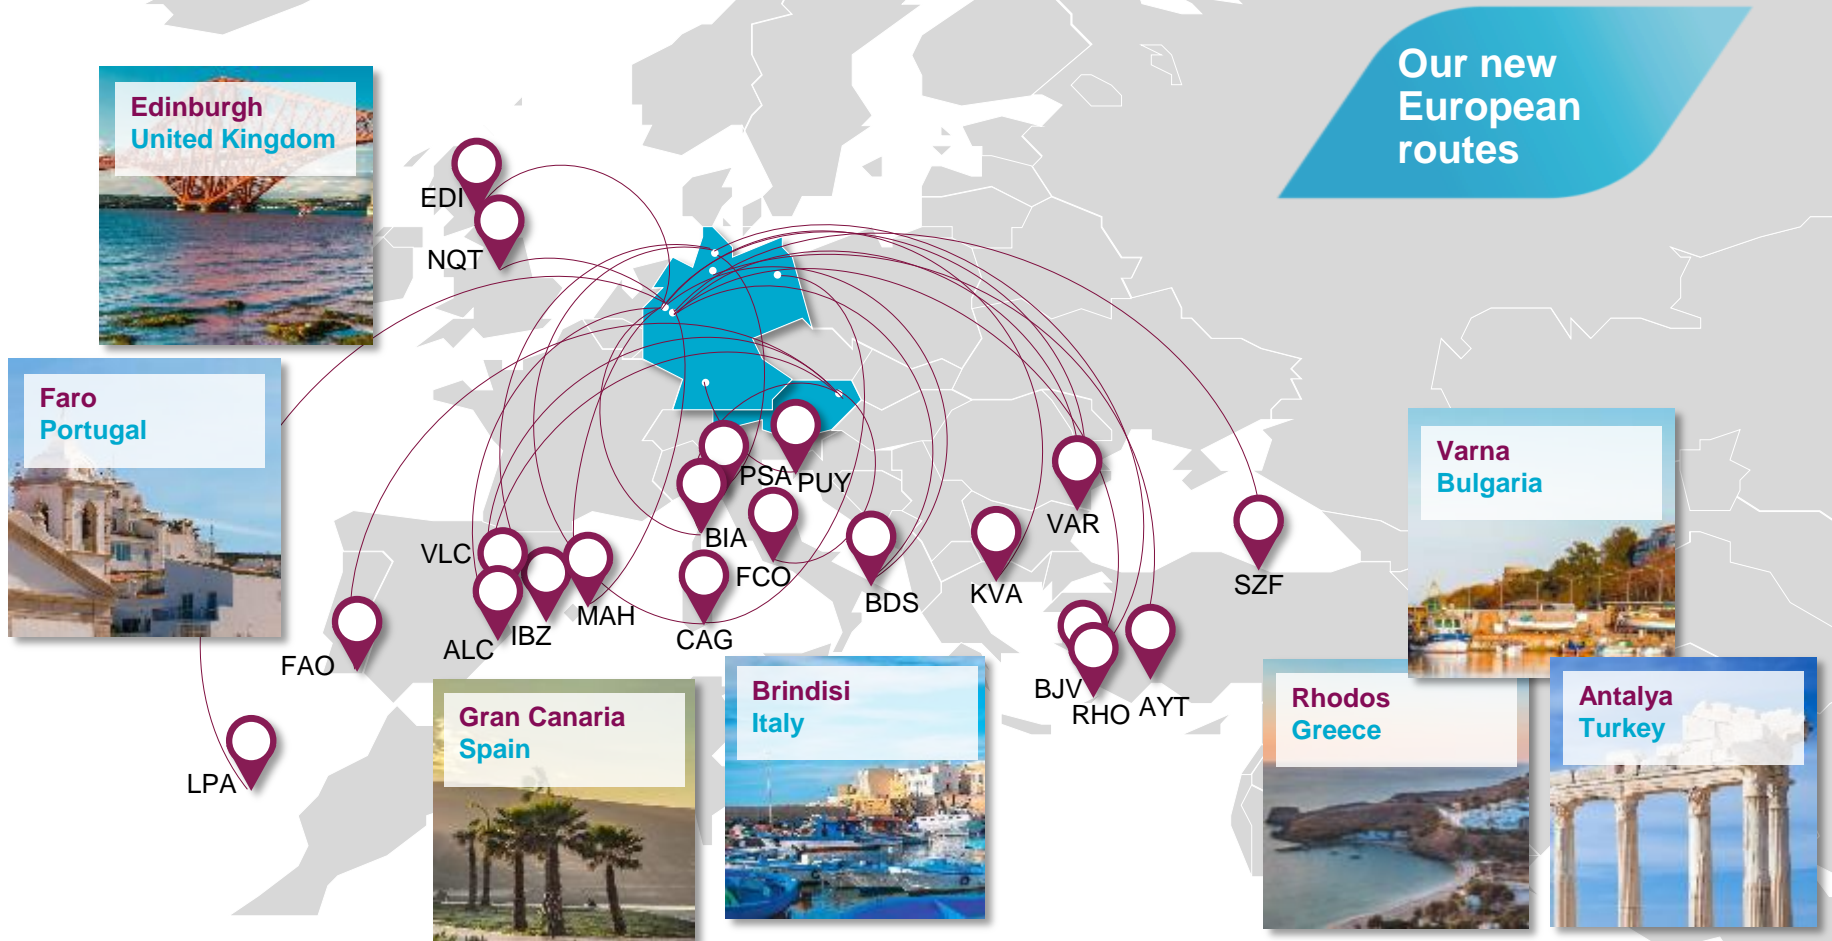 Our new
European
routes
Edinburgh
United Kingdom
EDI
NQT
Faro
Portugal
Varna
Bulgaria
PSA
PUY
VAR
BIA
VLC
FCO
SZF
KVA
BDS
MAH
IBZ
CAG
ALC
FAO
BJV
RHO
AYT
Brindisi
Italy
Rhodos
Greece
Antalya
Turkey
Gran Canaria
Spain
LPA